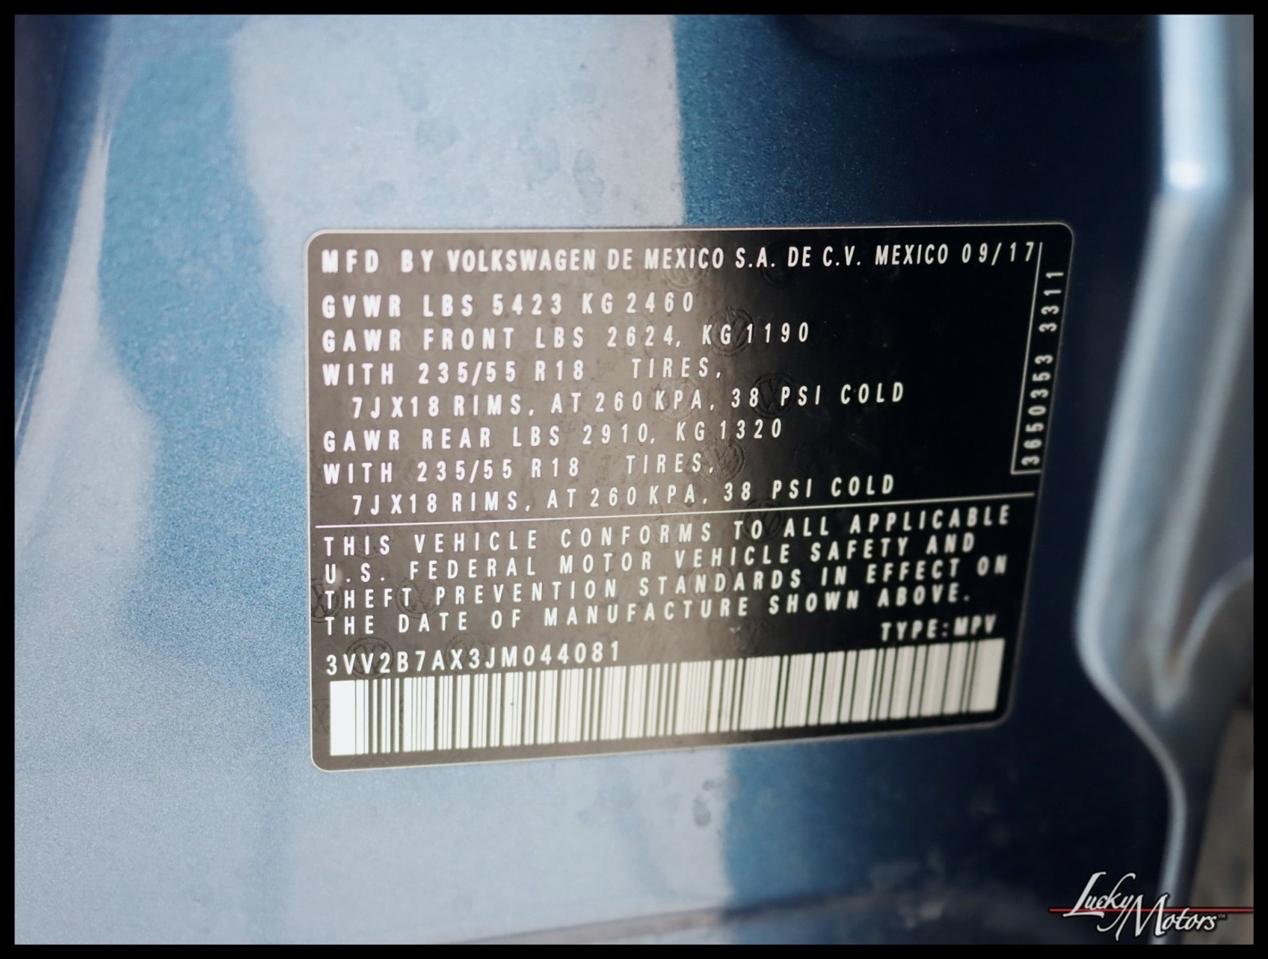 MFD BY VOLKSWAGEN DE MEXICO S.A. DE C.V. MEXICO 09/17
GVWR LBS 5423 KG 2460
GAWR FRONT LBS 2624, KG 1190
WITH 235/55 R18 TIRES,
7JX18 RIMS, AT 260 KPA, 38 PSI COLD
GAWR REAR LBS 2910, KG 1320
WITH 235/55 R18 TIRES,
7JX18 RIMS, AT 260 KPA, 38 PSI COLD
3650353 3311
THIS VEHICLE CONFORMS TO ALL APPLICABLE
U.S. FEDERAL MOTOR VEHICLE SAFETY AND
THEFT PREVENTION STANDARDS IN EFFECT ON
THE DATE OF MANUFACTURE SHOWN ABOVE.
TYPE:MPV
3VV2B7AX3JM044081
Lucky Motors